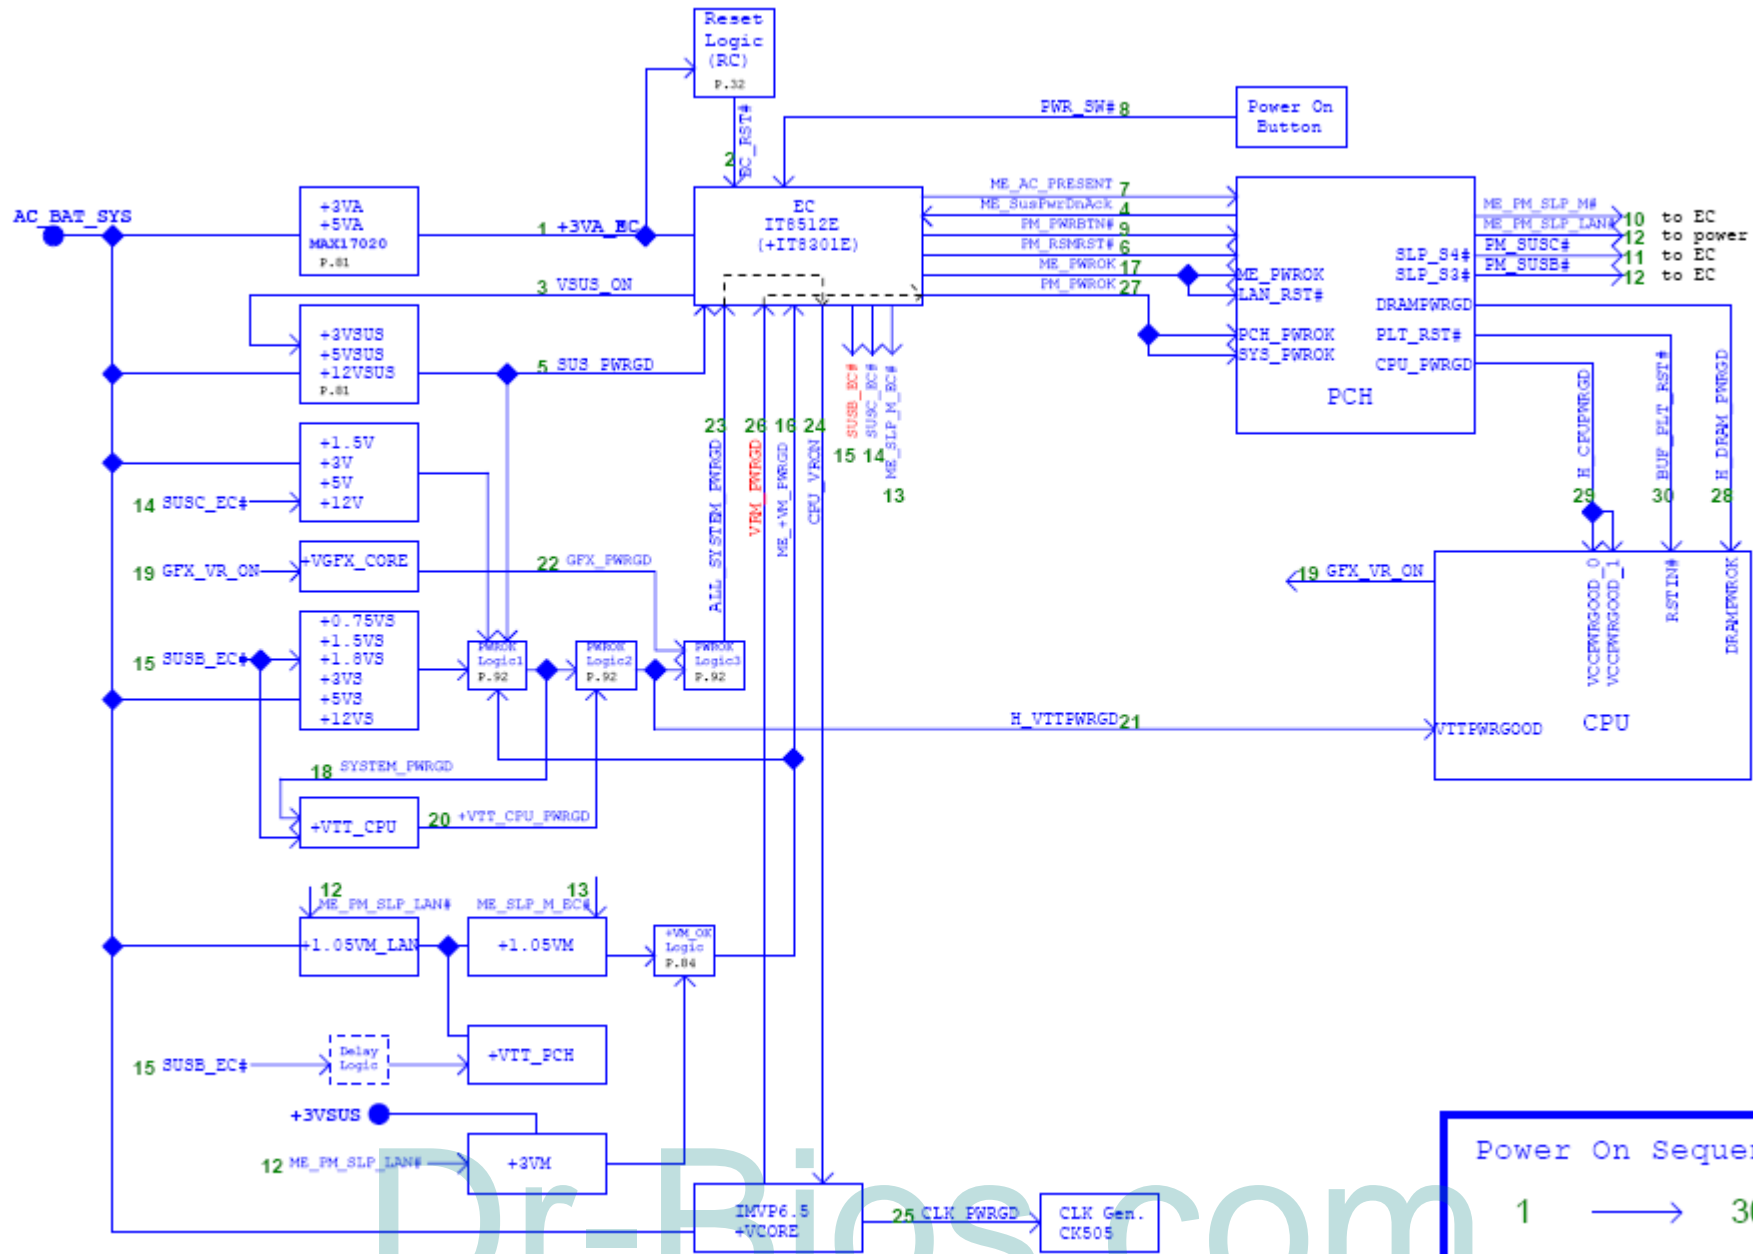 Reset
Logic
(RC)
P.32
2 EC_RST#
PWR_SW# 8
Power On
Button
AC_BAT_SYS
+3VA
+5VA
MAX17020
P.81
1 +3VA_EC
EC
IT8512E
(+IT8301E)
ME_AC_PRESENT 7
ME_SusPwrDnAck 4
PM_PWRBTN# 9
PM_RSMRST# 6
ME_PWROK 17
PM_PWROK 27
ME_PWROK
LAN_RST#
PCH_PWROK
SYS_PWROK
SLP_S4#
SLP_S3#
DRAMPWRGD
PLT_RST#
CPU_PWRGD
PCH
ME_PM_SLP_M# 10 to EC
ME_PM_SLP_LAN# 12 to power
PM_SUSC# 11 to EC
PM_SUSB# 12 to EC
3 VSUS_ON
+3VSUS
+5VSUS
+12VSUS
P.81
5 SUS_PWRGD
+1.5V
+3V
+5V
+12V
14 SUSC_EC#
23 ALL_SYSTEM_PWRGD
26 VRM_PWRGD
16 ME_+VM_PWRGD
24 CPU_VRON
15 SUSB_EC#
14 SUSC_EC#
13 ME_SLP_M_EC#
H_CPUPWRGD 29
BUF_PLT_RST# 30
H_DRAM_PWRGD 28
19 GFX_VR_ON
+VGFX_CORE
22 GFX_PWRGD
19 GFX_VR_ON
VCCPWRGOOD_0
VCCPWRGOOD_1
RSTIN#
DRAMPWROK
CPU
VTTPWRGOOD
+0.75VS
+1.5VS
+1.8VS
+3VS
+5VS
+12VS
15 SUSB_EC#
PWROK
Logic1
P.92
PWROK
Logic2
P.92
PWROK
Logic3
P.92
H_VTTPWRGD 21
18 SYSTEM_PWRGD
+VTT_CPU
20 +VTT_CPU_PWRGD
12
ME_PM_SLP_LAN#
13
ME_SLP_M_EC#
+1.05VM_LAN
+1.05VM
+VM_OK
Logic
P.84
15 SUSB_EC#
Delay
Logic
+VTT_PCH
+3VSUS
12 ME_PM_SLP_LAN#
+3VM
IMVP6.5
+VCORE
25 CLK_PWRGD
CLK Gen.
CK505
Power On Sequen
1 30
Dr-Bios.com